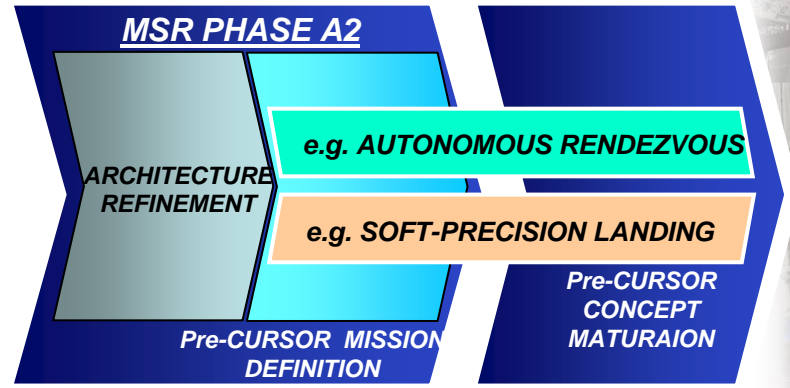 MSR PHASE A2
e.g. AUTONOMOUS RENDEZVOUS
ARCHITECTURE
REFINEMENT
e.g. SOFT-PRECISION LANDING
Pre-CURSOR MISSION
DEFINITION
Pre-CURSOR
CONCEPT
MATURAION